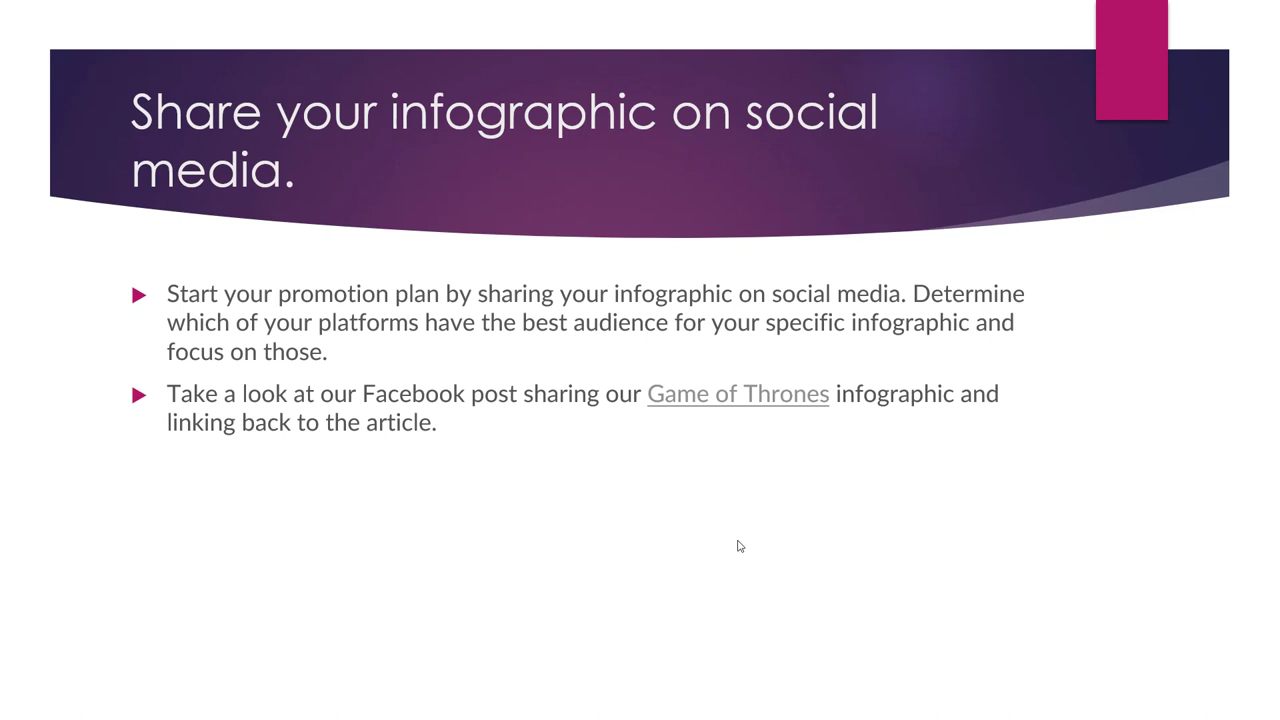 Share your infographic on social
media.
Start your promotion plan by sharing your infographic on social media. Determine
which of your platforms have the best audience for your specific infographic and
focus on those.
Take a look at our Facebook post sharing our Game of Thrones infographic and
linking back to the article.